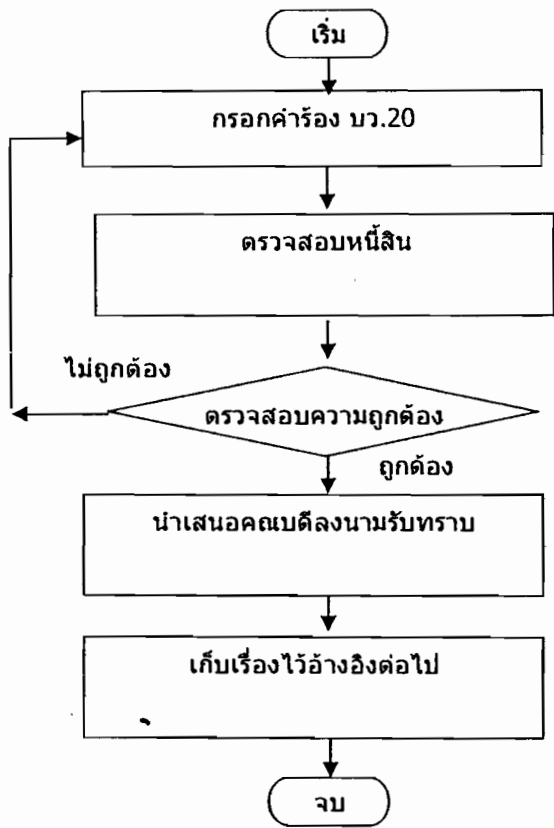 เริ่ม
กรอกคำร้อง บว.20
ตรวจสอบหนี้สิน
ไม่ถูกต้อง
ตรวจสอบความถูกต้อง
ถูกต้อง
นำเสนอคณบดีลงนามรับทราบ
เก็บเรื่องไว้อ้างอิงต่อไป
จบ